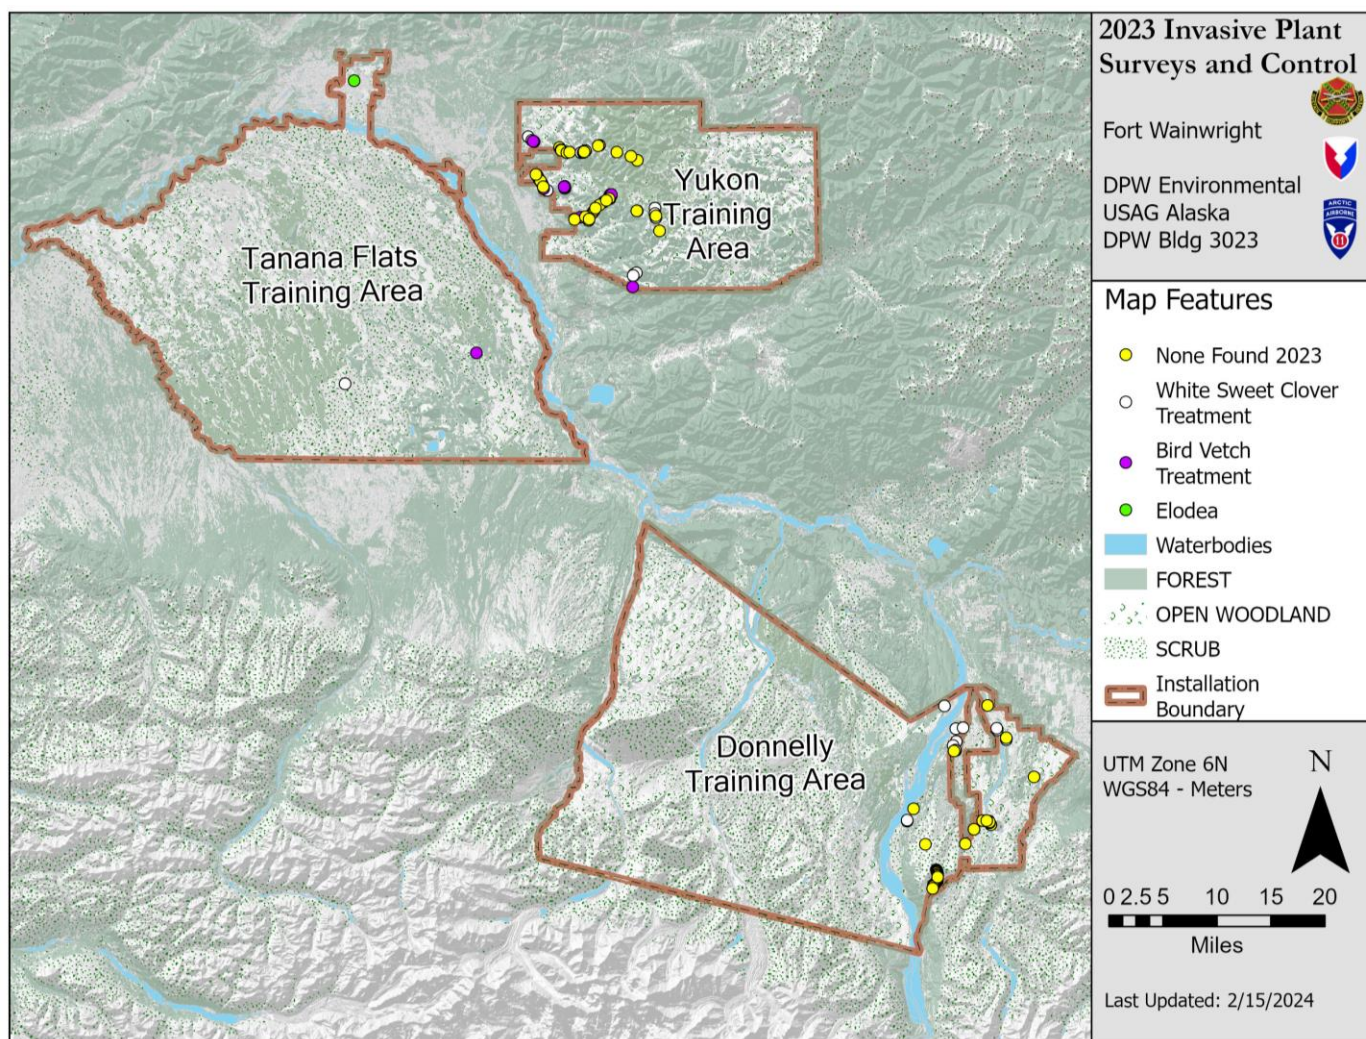 2023 Invasive Plant
Surveys and Control
Fort Wainwright
DPW Environmental
USAG Alaska
DPW Bldg 3023
ARCTIC
AIRBORNE
11
Map Features
None Found 2023
White Sweet Clover
Treatment
Bird Vetch
Treatment
Elodea
Waterbodies
FOREST
OPEN WOODLAND
SCRUB
Installation
Boundary
UTM Zone 6N
WGS84 - Meters
N
0 2.5 5 10 15 20
Miles
Last Updated: 2/15/2024
Yukon
Training
Area
Tanana Flats
Training Area
Donnelly
Training Area